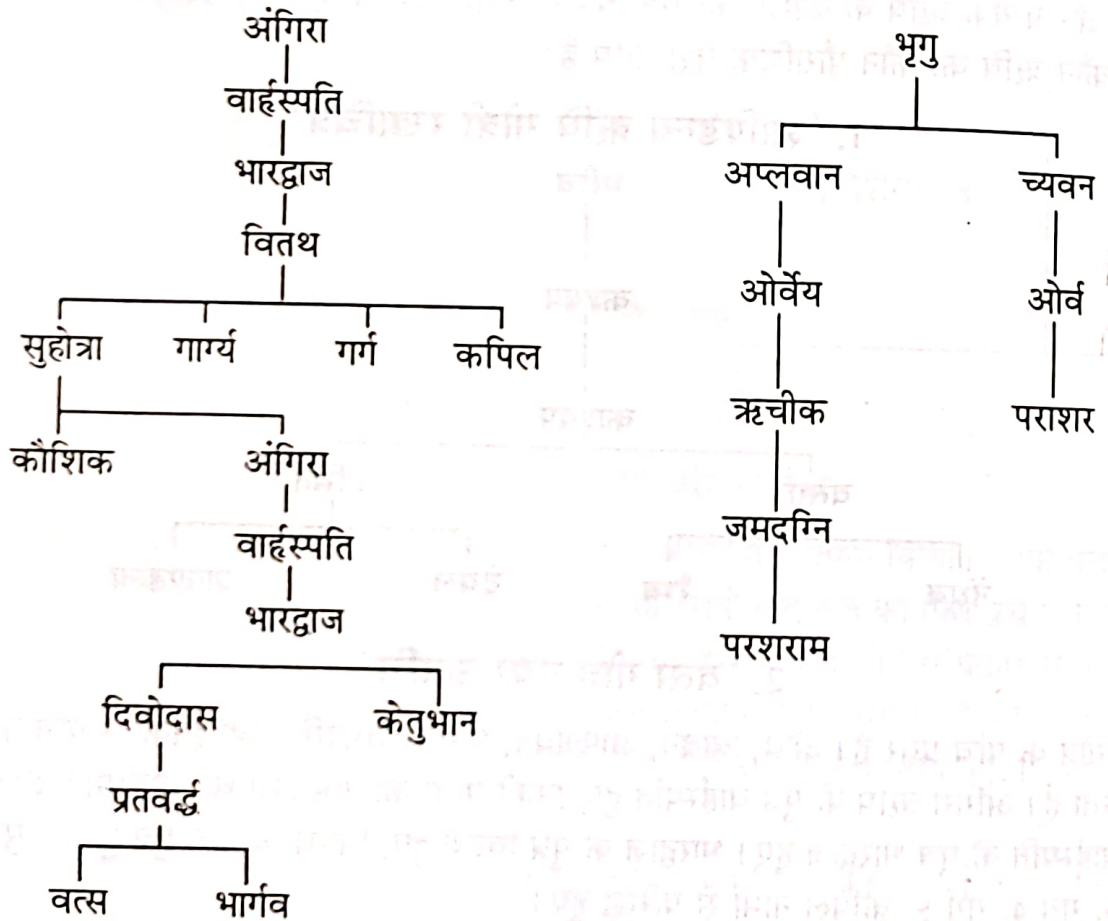 अंगिरा
वार्हस्पति
भारद्वाज
वितथ
सुहोत्रा गार्ग्य गर्ग कपिल
कौशिक अंगिरा
वार्हस्पति
भारद्वाज
दिवोदास केतुभान
प्रतवर्द्ध
वत्स भार्गव
भृगु
अप्लवान च्यवन
ओर्वेय ओर्व
ऋचीक पराशर
जमदग्नि
परशराम